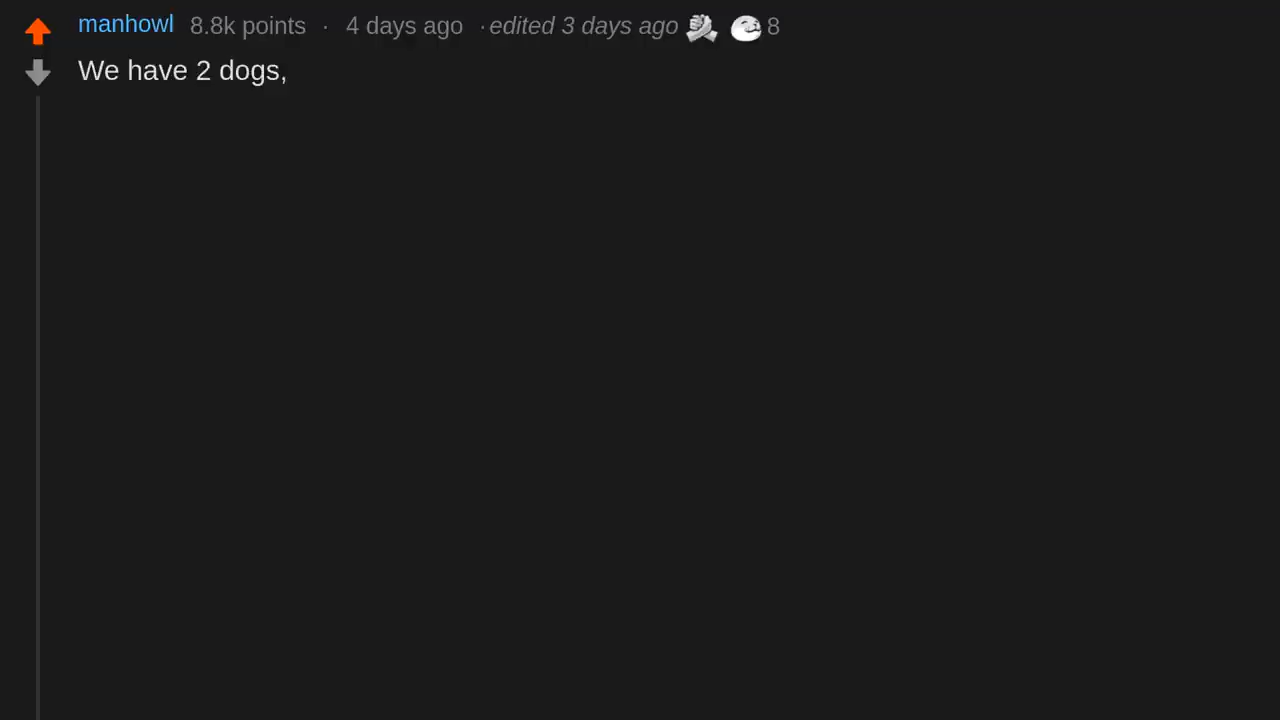 manhowl 8.8k points · 4 days ago · edited 3 days ago 8
We have 2 dogs,